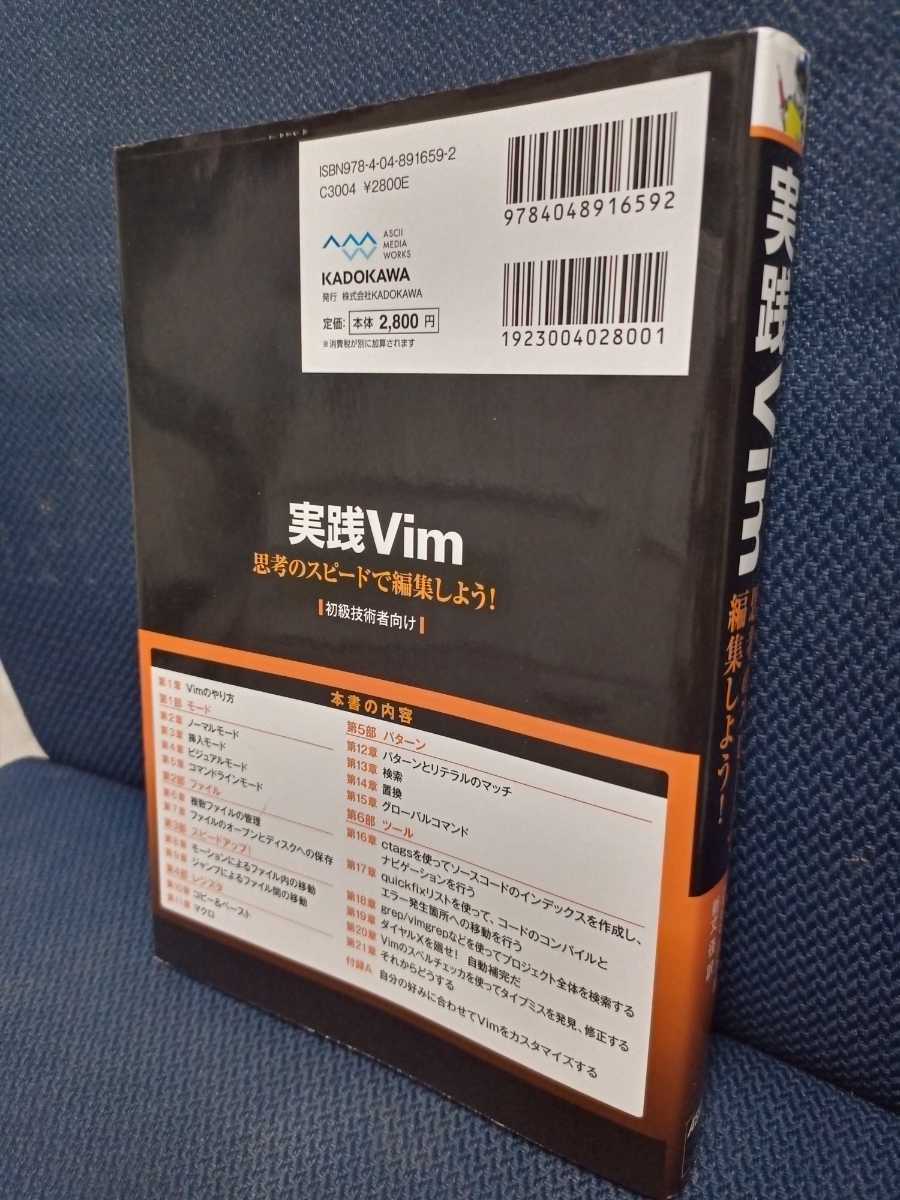 ISBN978-4-04-891659-2
C3004 ¥2800E
9784048916592
ASCII
MEDIA
WORKS
KADOKAWA
発行 株式会社KADOKAWA
定価: 本体 2,800 円
※消費税が別に加算されます
1923004028001
実践Vim
思考のスピードで編集しよう!
初級技術者向け
本書の内容
第1章 Vimのやり方
第1部 モード
第2章 ノーマルモード
第3章 挿入モード
第4章 ビジュアルモード
第5章 コマンドラインモード
第2部 ファイル
第6章 複数ファイルの管理
第7章 ファイルのオープンとディスクへの保存
第3部 スピードアップ!
第8章 モーションによるファイル内の移動
第9章 ジャンプによるファイル間の移動
第4部 レジスタ
第10章 コピー&ペースト
第11章 マクロ
第5部 パターン
第12章 パターンとリテラルのマッチ
第13章 検索
第14章 置換
第15章 グローバルコマンド
第6部 ツール
第16章 ctagsを使ってソースコードのインデックスを作成し、
ナビゲーションを行う
第17章 quickfixリストを使って、コードのコンパイルと
エラー発生箇所への移動を行う
第18章 grep/vimgrepなどを使ってプロジェクト全体を検索する
第19章 ダイヤルXを廻せ! 自動補完だ
第20章 Vimのスペルチェッカを使ってタイプミスを発見、修正する
第21章 それからどうする
付録A 自分の好みに合わせてVimをカスタマイズする
実践Vim
編集しよう!